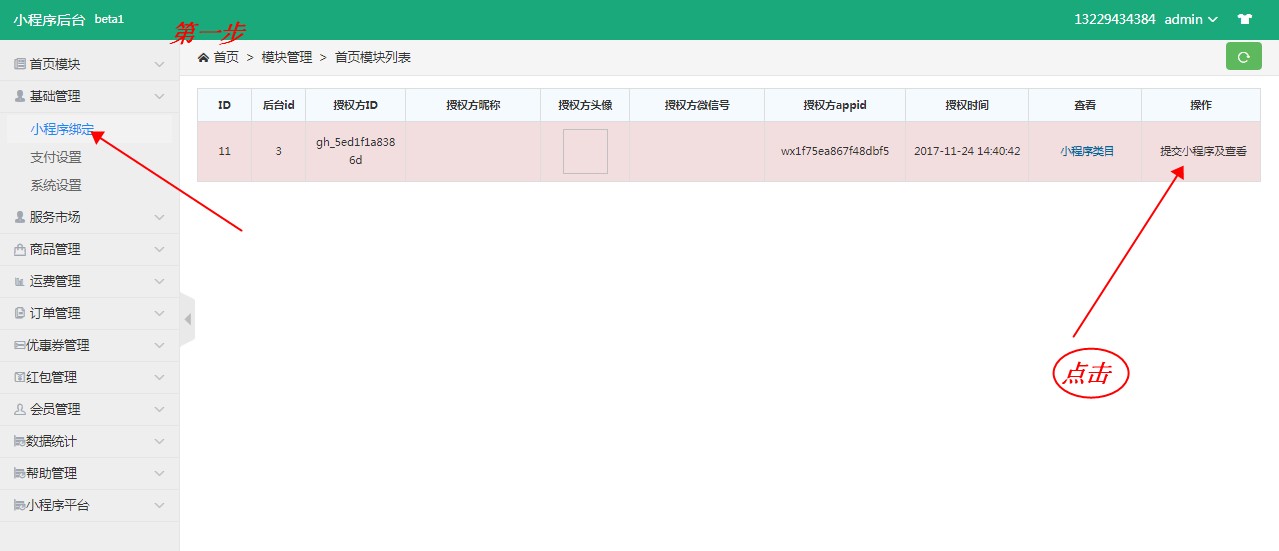 小程序后台 beta1
第一步
13229434384 admin
首页模块
基础管理
小程序绑定
支付设置
系统设置
服务市场
商品管理
运费管理
订单管理
优惠券管理
红包管理
会员管理
数据统计
帮助管理
小程序平台
首页 > 模块管理 > 首页模块列表
ID 后台id 授权方ID 授权方昵称 授权方头像 授权方微信号 授权方appid 授权时间 查看 操作
11 3 gh_5ed1f1a838 wx1f75ea867f48dbf5 2017-11-24 14:40:42 小程序类目 提交小程序及查看
6d
点击